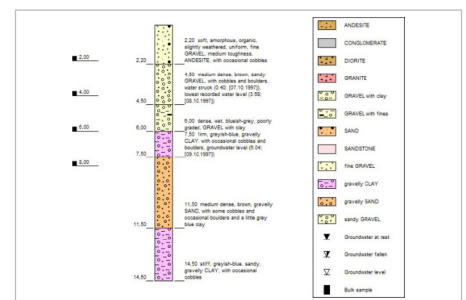 2,20 soft, amorphous, organic,
slightly weathered, uniform, fine
GRAVEL, medium toughness,
ANDESITE, with occasional cobbles
2,00
2,20
4,50 medium dense, brown, sandy
GRAVEL, with cobbles and boulders,
water struck (0.40; [07.10.1997]),
lowest recorded water level (3.59;
[08.10.1997])
4,00
4,50
6,00 dense, wet, blueish-grey, poorly
graded, GRAVEL with clay
6,00
6,00
7,50 firm, greyish-blue, gravelly
CLAY, with occasional cobbles and
boulders, groundwater level (6.04;
[09.10.1997])
7,50
8,00
11,50 medium dense, brown, gravelly
SAND, with some cobbles and
occasional boulders and a little grey
blue clay
11,50
14,50 stiff, greyish-blue, sandy,
gravelly CLAY, with occasional
cobbles
14,50
ANDESITE
CONGLOMERATE
DIORITE
GRANITE
GRAVEL with clay
GRAVEL with fines
SAND
SANDSTONE
fine GRAVEL
gravelly CLAY
gravelly SAND
sandy GRAVEL
Groundwater at rest
Groundwater fallen
Groundwater level
Bulk sample